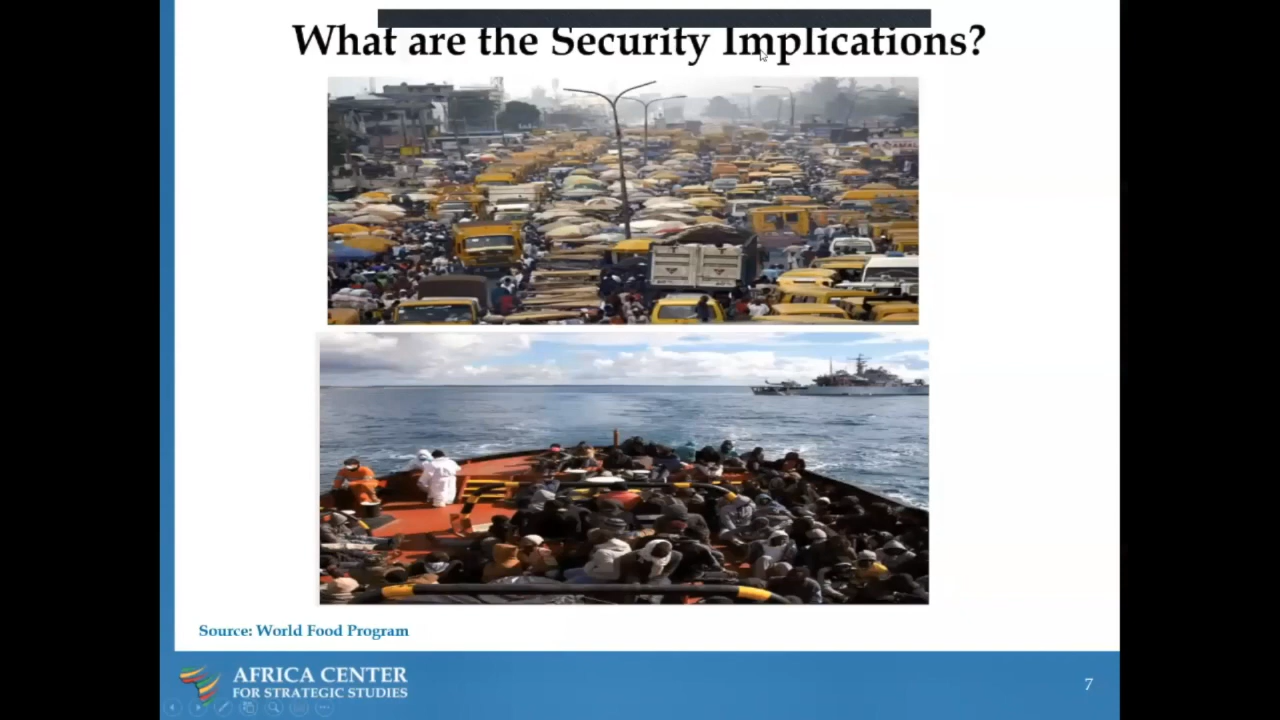 What are the Security Implications?
Source: World Food Program
AFRICA CENTER
FOR STRATEGIC STUDIES
7